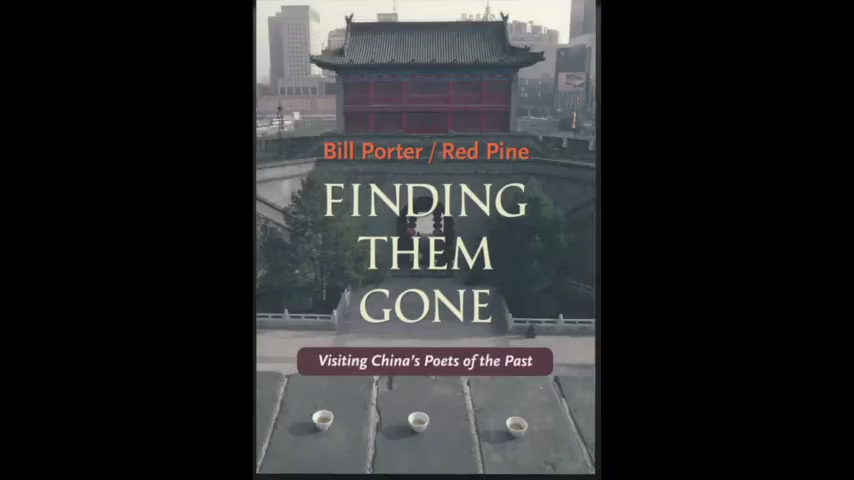 Bill Porter / Red Pine
FINDING
THEM
GONE
Visiting China's Poets of the Past